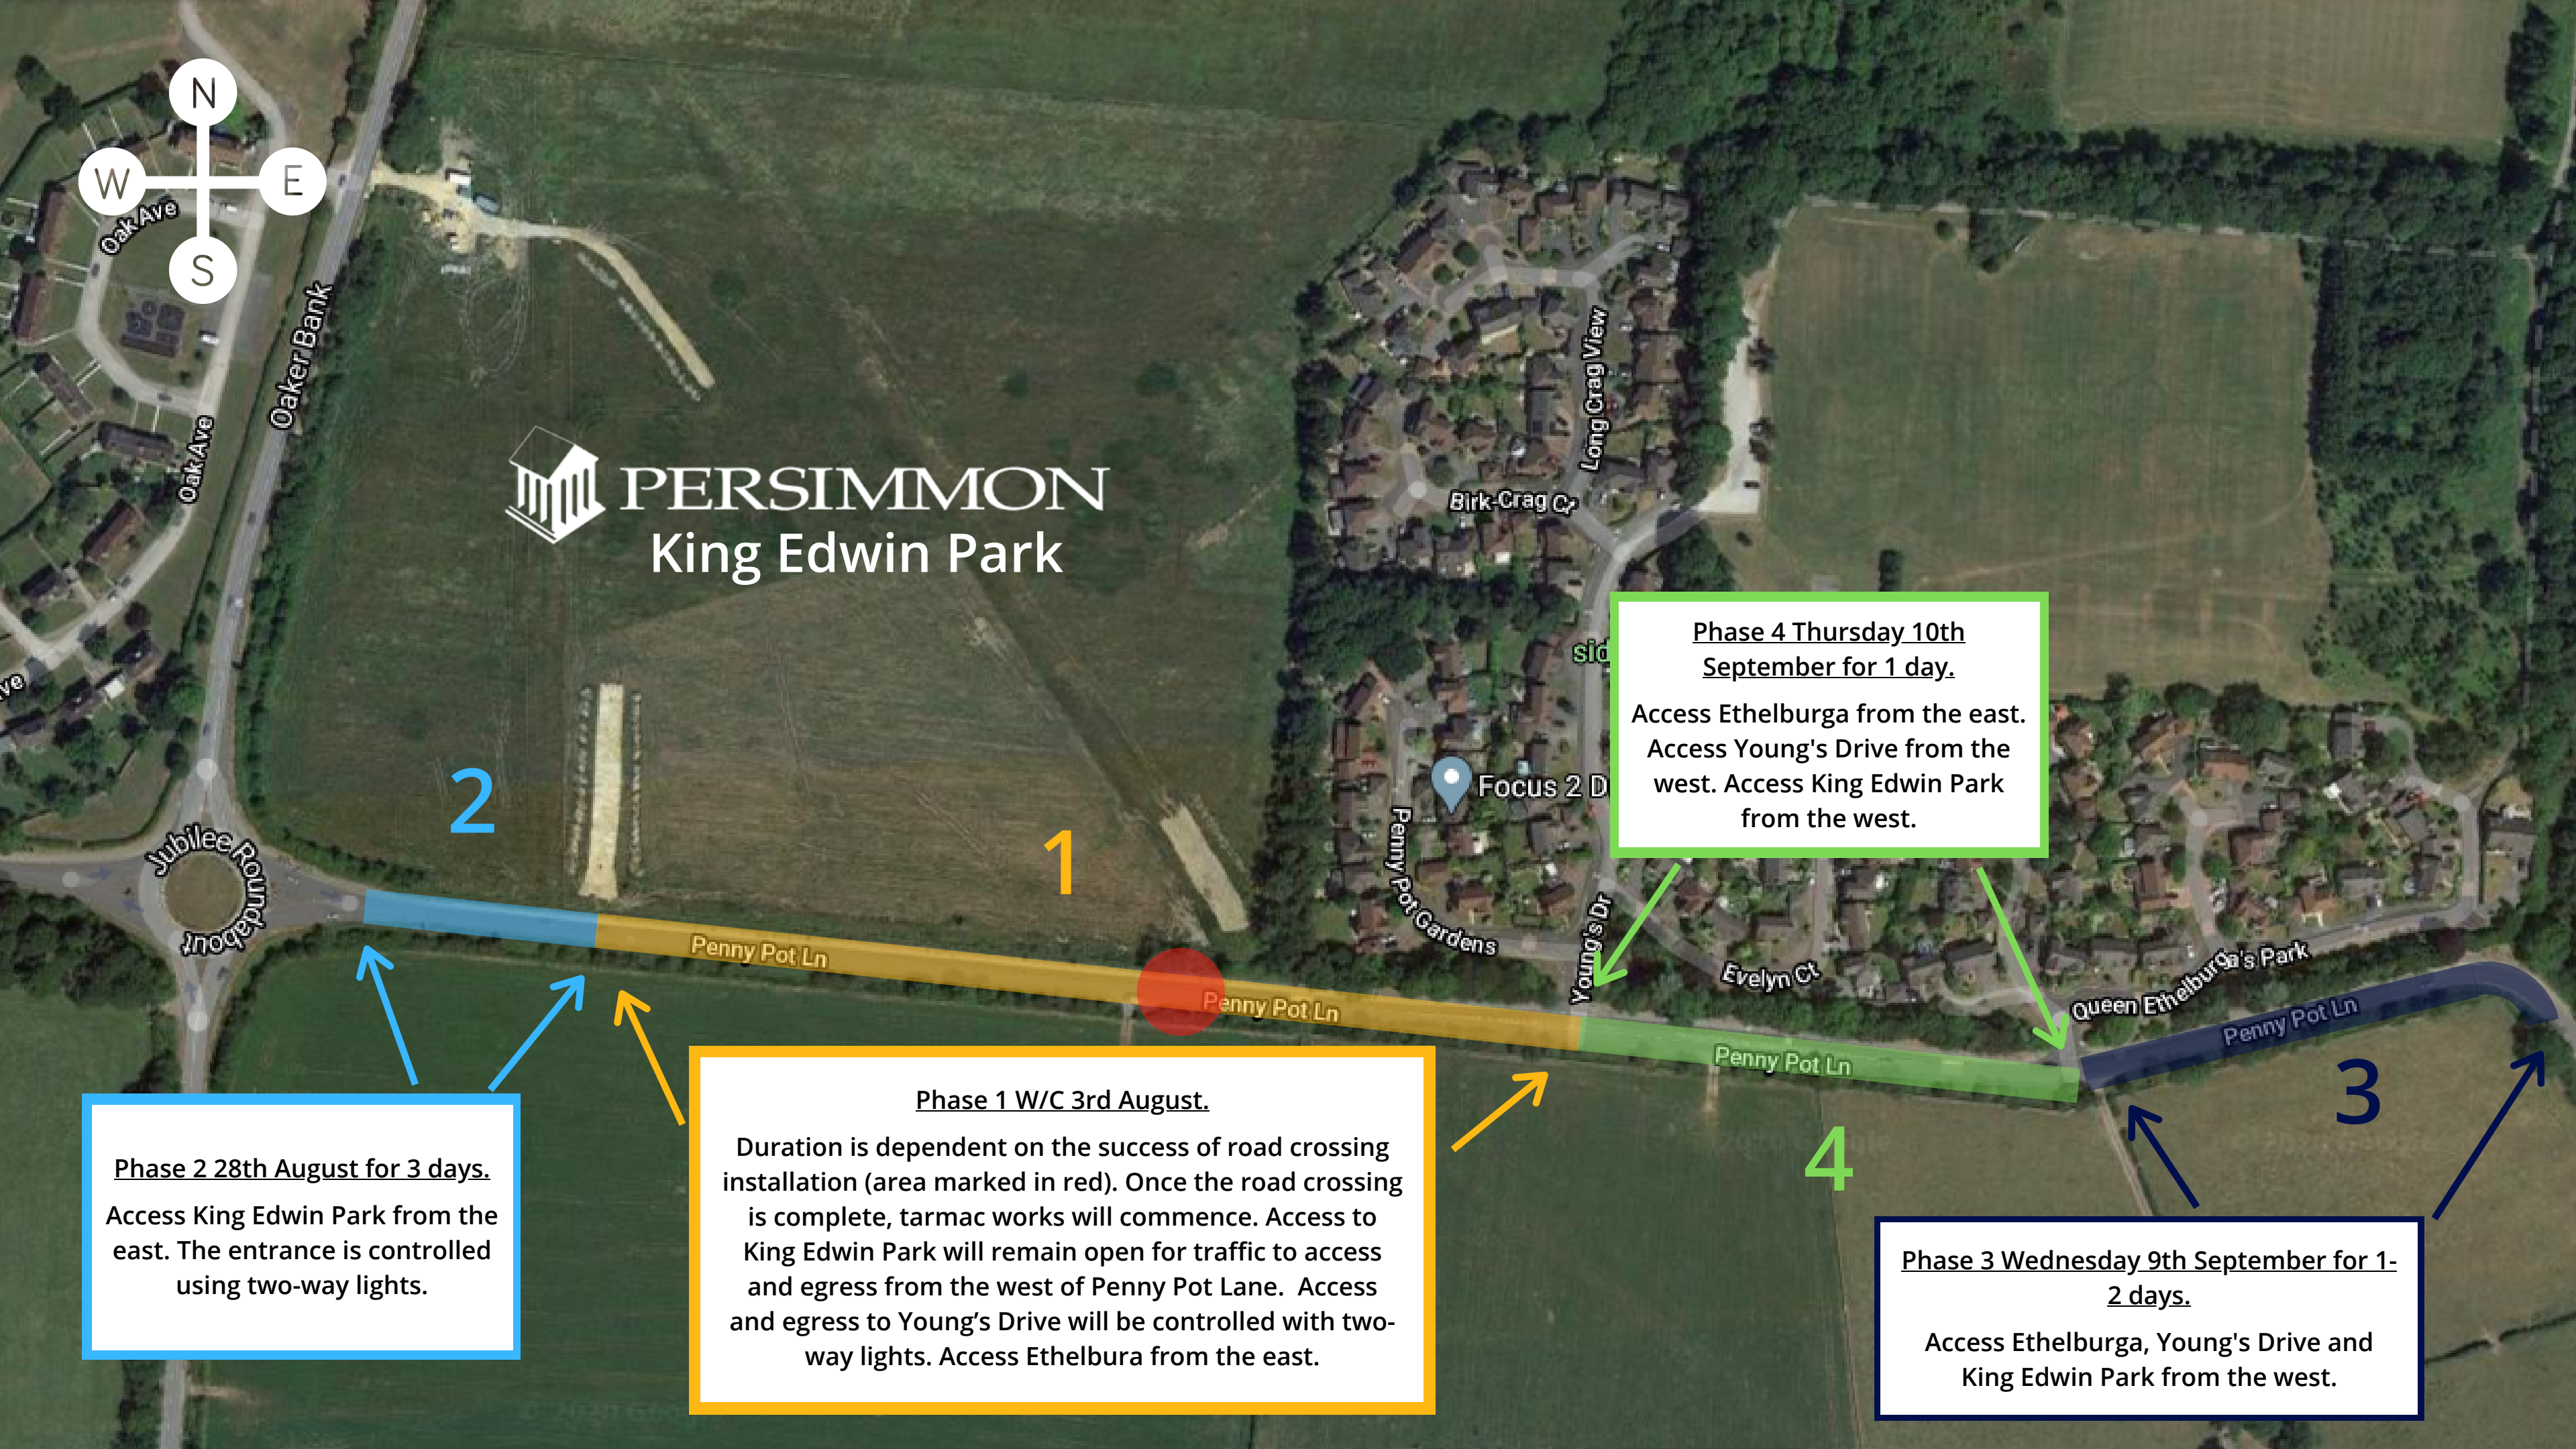 N
W
E
S
Oak Ave
Oaker Bank
Oak Ave
ve
PERSIMMON
King Edwin Park
Long Crag View
Birk Crag Cr
sid
Focus 2 D
Penny Pot Gardens
Young's Dr
Evelyn Ct
Queen Ethelburga's Park
Jubilee Roundabout
Penny Pot Ln
Penny Pot Ln
Penny Pot Ln
Penny Pot Ln
2
1
4
3
Phase 4 Thursday 10th
September for 1 day.
Access Ethelburga from the east.
Access Young's Drive from the
west. Access King Edwin Park
from the west.
Phase 2 28th August for 3 days.
Access King Edwin Park from the
east. The entrance is controlled
using two-way lights.
Phase 1 W/C 3rd August.
Duration is dependent on the success of road crossing
installation (area marked in red). Once the road crossing
is complete, tarmac works will commence. Access to
King Edwin Park will remain open for traffic to access
and egress from the west of Penny Pot Lane.  Access
and egress to Young’s Drive will be controlled with two-
way lights. Access Ethelbura from the east.
Phase 3 Wednesday 9th September for 1-
2 days.
Access Ethelburga, Young's Drive and
King Edwin Park from the west.